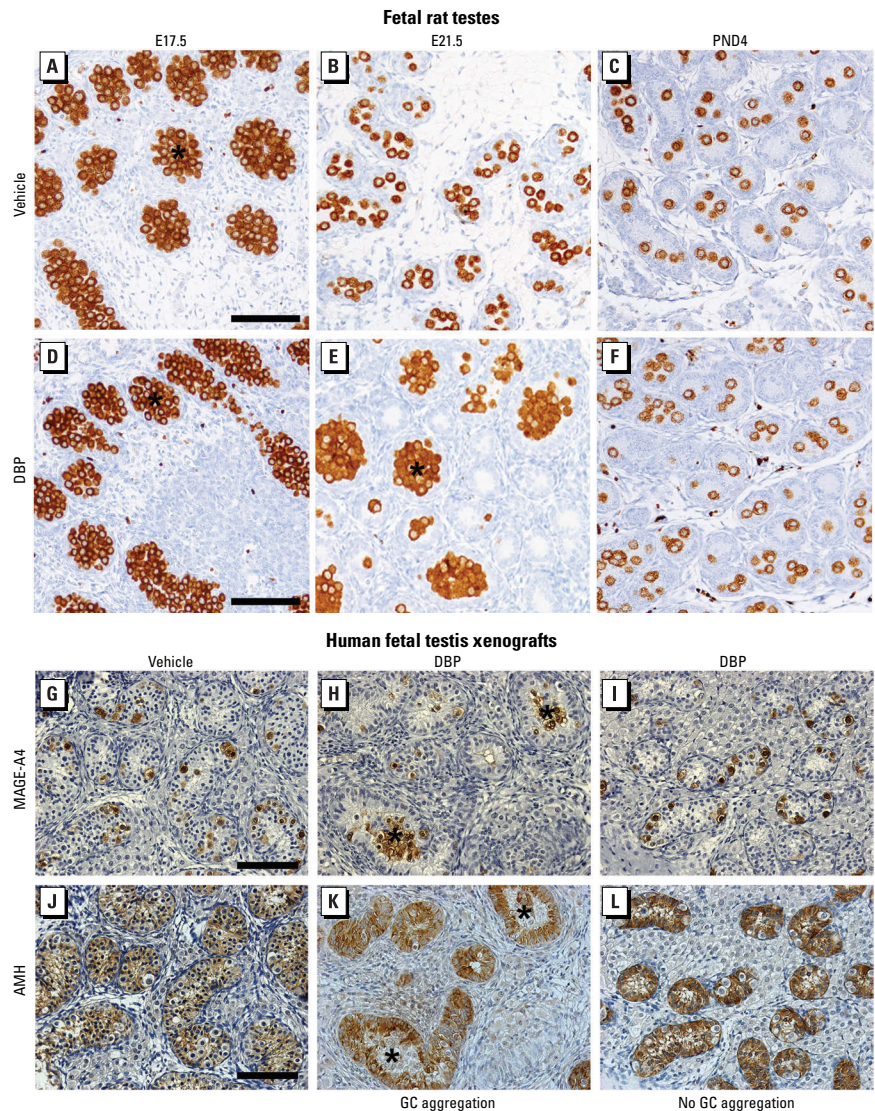 Fetal rat testes
E17.5 E21.5 PND4
A B C
Vehicle
D E F
DBP
Human fetal testis xenografts
Vehicle DBP DBP
G H I
MAGE-A4
J K L
AMH
GC aggregation No GC aggregation